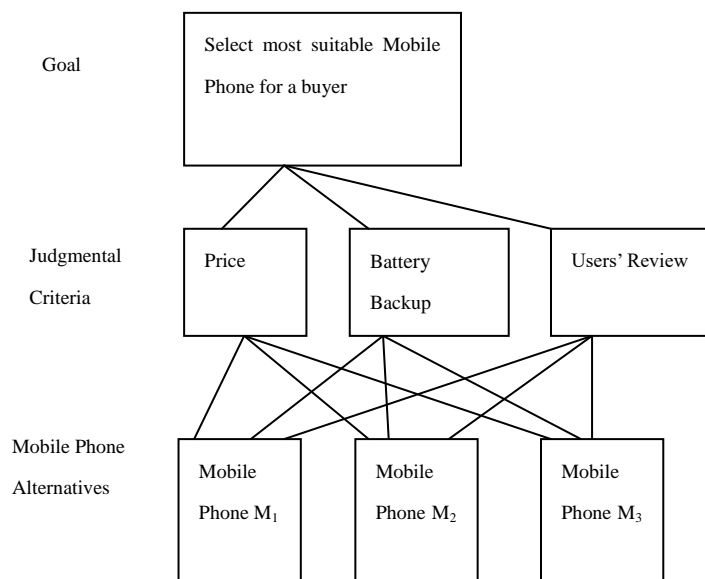 Goal
Select most suitable Mobile
Phone for a buyer
Judgmental
Criteria
Price
Battery
Backup
Users’ Review
Mobile Phone
Alternatives
Mobile
Phone M₁
Mobile
Phone M₂
Mobile
Phone M₃